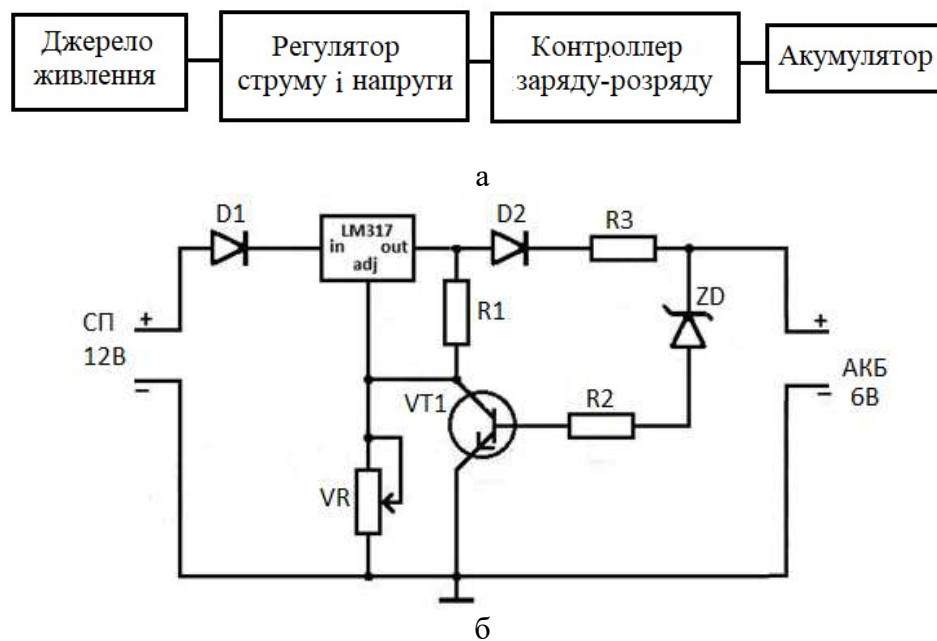 Джерело
живлення
Регулятор
струму і напруги
Контроллер
заряду-розряду
Акумулятор
а
D1
LM317
in out
adj
D2
R3
R1
ZD
СП
12В
+
−
VT1
R2
АКБ
6В
+
−
VR
б